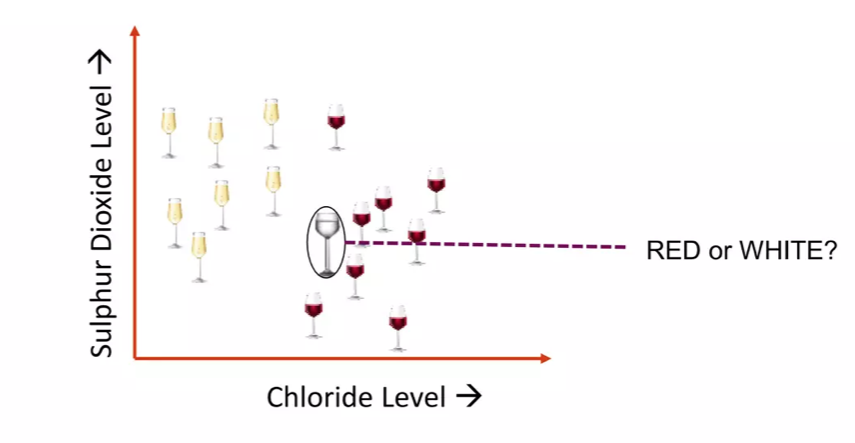 Sulphur Dioxide Level →
RED or WHITE?
Chloride Level →